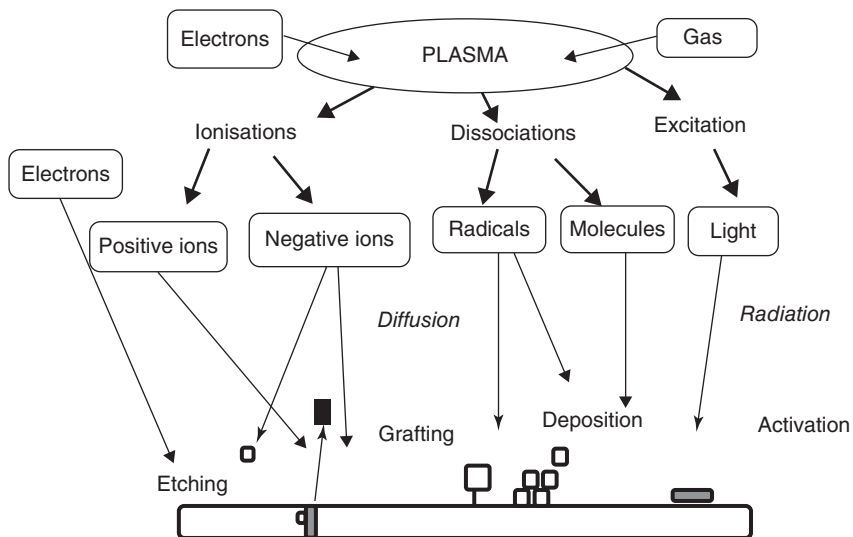 Electrons
PLASMA
Gas
Ionisations
Dissociations
Excitation
Electrons
Positive ions
Negative ions
Radicals
Molecules
Light
Diffusion
Radiation
Grafting
Deposition
Activation
Etching